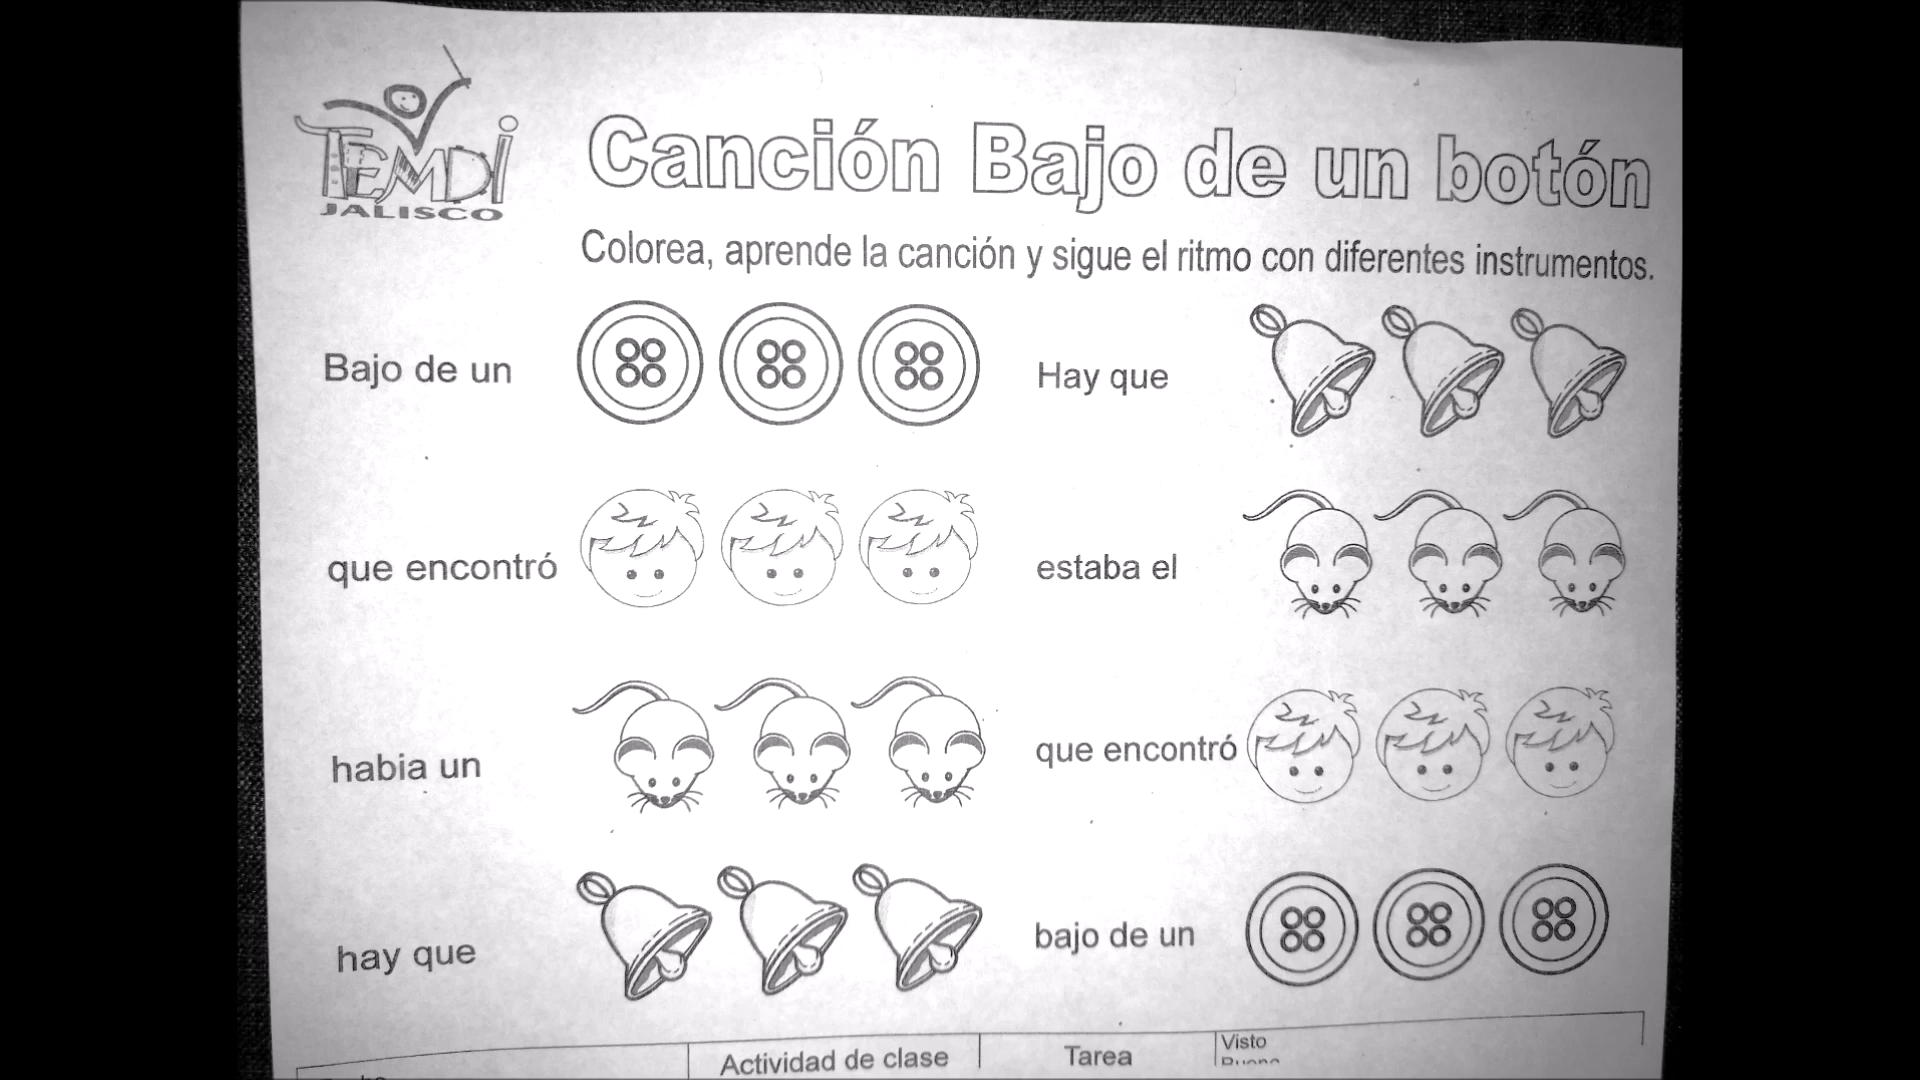 TEMDI
JALISCO
Canción Bajo de un botón
Colorea, aprende la canción y sigue el ritmo con diferentes instrumentos.
Bajo de un
que encontró
habia un
hay que
Hay que
estaba el
que encontró
bajo de un
Actividad de clase
Tarea
Visto